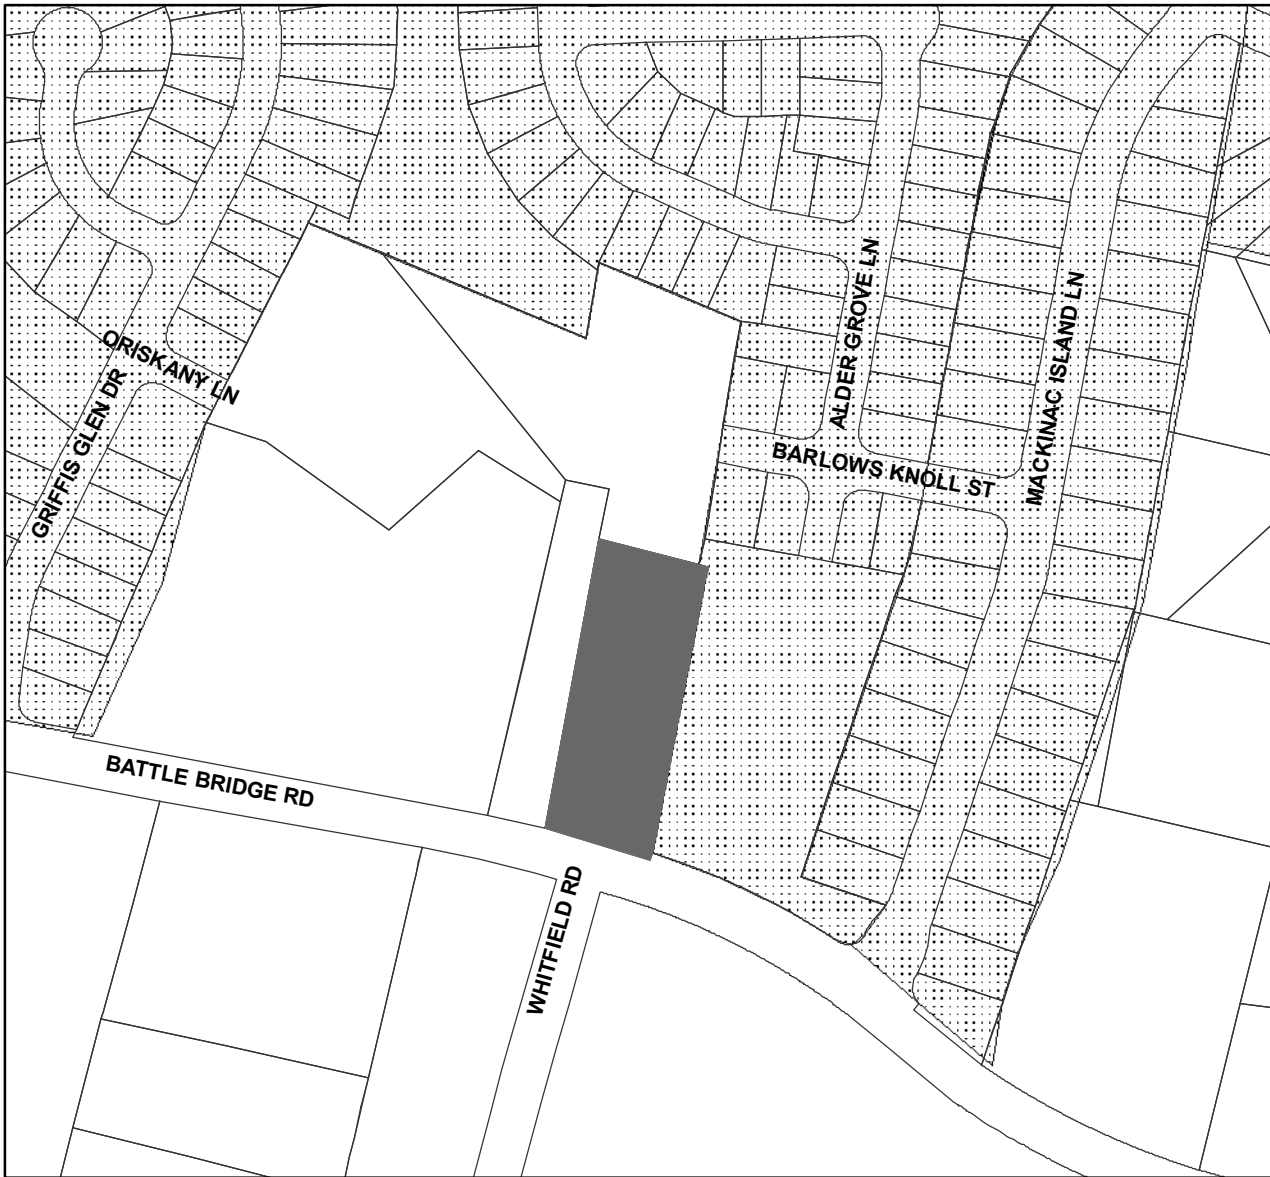 ALDER GROVE LN
MACKINAC ISLAND LN
ORISKANY LN
GRIFFIS GLEN DR
BARLOWS KNOLL ST
BATTLE BRIDGE RD
WHITFIELD RD